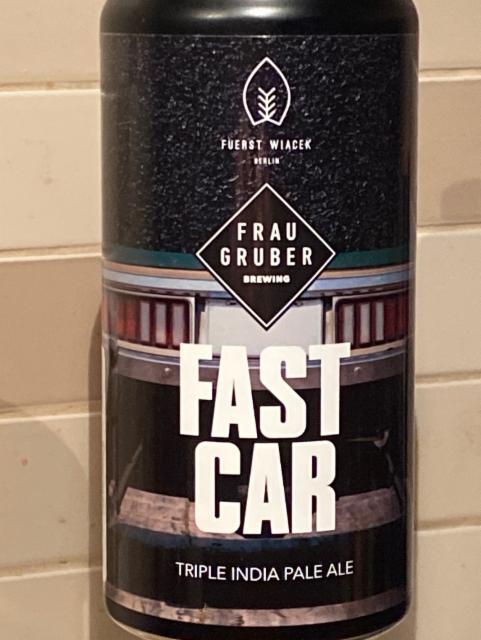 FUERST WIACEK
BERLIN
FRAU
GRUBER
BREWING
FAST
CAR
TRIPLE INDIA PALE ALE